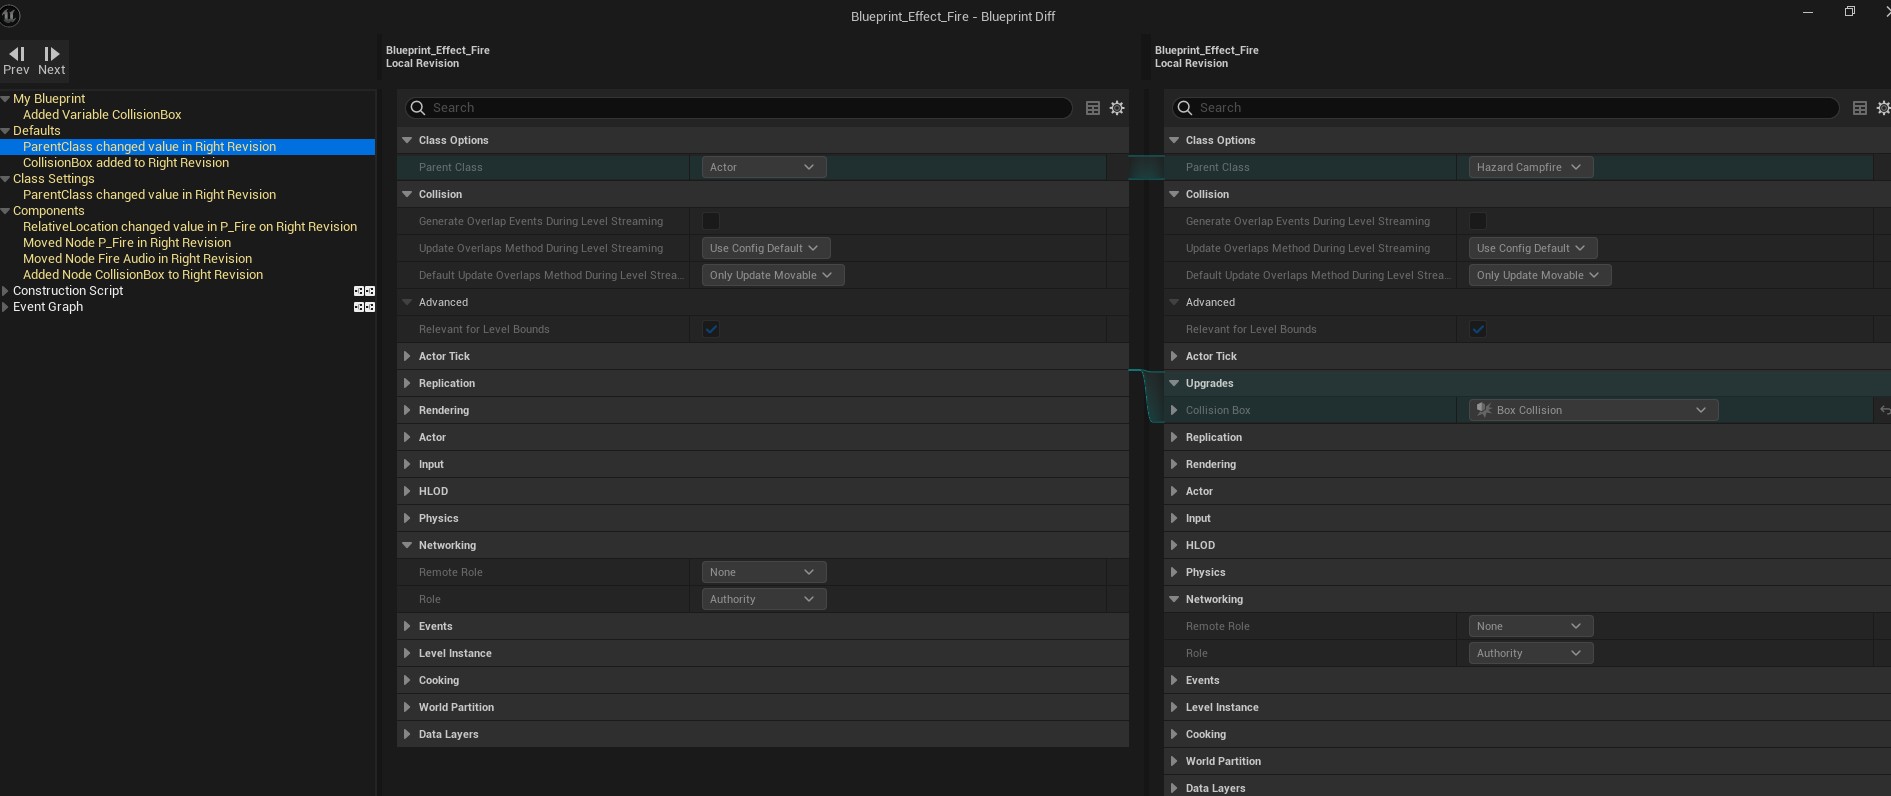 Blueprint_Effect_Fire - Blueprint Diff
Prev
Next
My Blueprint
Added Variable CollisionBox
Defaults
ParentClass changed value in Right Revision
CollisionBox added to Right Revision
Class Settings
ParentClass changed value in Right Revision
Components
RelativeLocation changed value in P_Fire on Right Revision
Moved Node P_Fire in Right Revision
Moved Node Fire Audio in Right Revision
Added Node CollisionBox to Right Revision
Construction Script
Event Graph
Blueprint_Effect_Fire
Local Revision
Search
Class Options
Parent Class Actor
Collision
Generate Overlap Events During Level Streaming
Update Overlaps Method During Level Streaming Use Config Default
Default Update Overlaps Method During Level Strea... Only Update Movable
Advanced
Relevant for Level Bounds
Actor Tick
Replication
Rendering
Actor
Input
HLOD
Physics
Networking
Remote Role None
Role Authority
Events
Level Instance
Cooking
World Partition
Data Layers
Blueprint_Effect_Fire
Local Revision
Search
Class Options
Parent Class Hazard Campfire
Collision
Generate Overlap Events During Level Streaming
Update Overlaps Method During Level Streaming Use Config Default
Default Update Overlaps Method During Level Strea... Only Update Movable
Advanced
Relevant for Level Bounds
Actor Tick
Upgrades
Collision Box Box Collision
Replication
Rendering
Actor
Input
HLOD
Physics
Networking
Remote Role None
Role Authority
Events
Level Instance
Cooking
World Partition
Data Layers